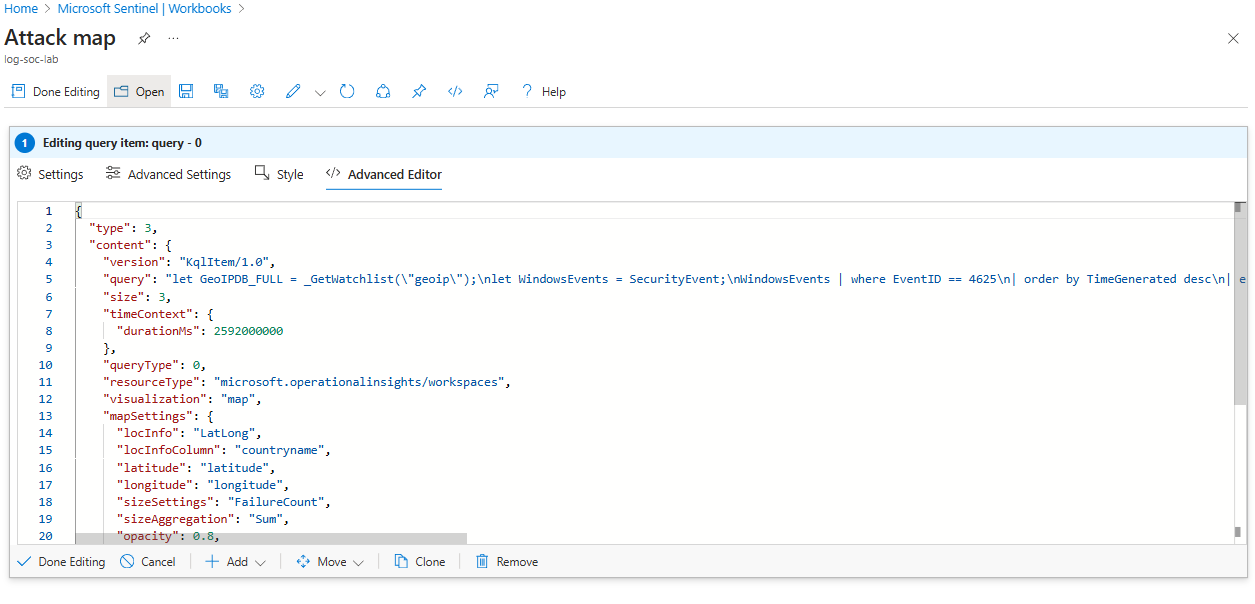 Home > Microsoft Sentinel | Workbooks >
Attack map ...
log-soc-lab
Done Editing Open </> ? Help
1 Editing query item: query - 0
Settings Advanced Settings Style </> Advanced Editor
1 {
2 "type": 3,
3 "content": {
4 "version": "KqlItem/1.0",
5 "query": "let GeoIPDB_FULL = _GetWatchlist(\"geoip\");\nlet WindowsEvents = SecurityEvent;\nWindowsEvents | where EventID == 4625\n| order by TimeGenerated desc\n| e
6 "size": 3,
7 "timeContext": {
8 "durationMs": 2592000000
9 },
10 "queryType": 0,
11 "resourceType": "microsoft.operationalinsights/workspaces",
12 "visualization": "map",
13 "mapSettings": {
14 "locInfo": "LatLong",
15 "locInfoColumn": "countryname",
16 "latitude": "latitude",
17 "longitude": "longitude",
18 "sizeSettings": "FailureCount",
19 "sizeAggregation": "Sum",
20 "opacity": 0.8,
Done Editing Cancel Add Move Clone Remove